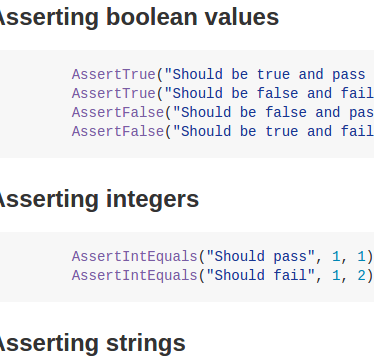 Asserting boolean values
AssertTrue("Should be true and pass
AssertTrue("Should be false and fail
AssertFalse("Should be false and pas
AssertFalse("Should be true and fail
Asserting integers
AssertIntEquals("Should pass", 1, 1)
AssertIntEquals("Should fail", 1, 2)
Asserting strings